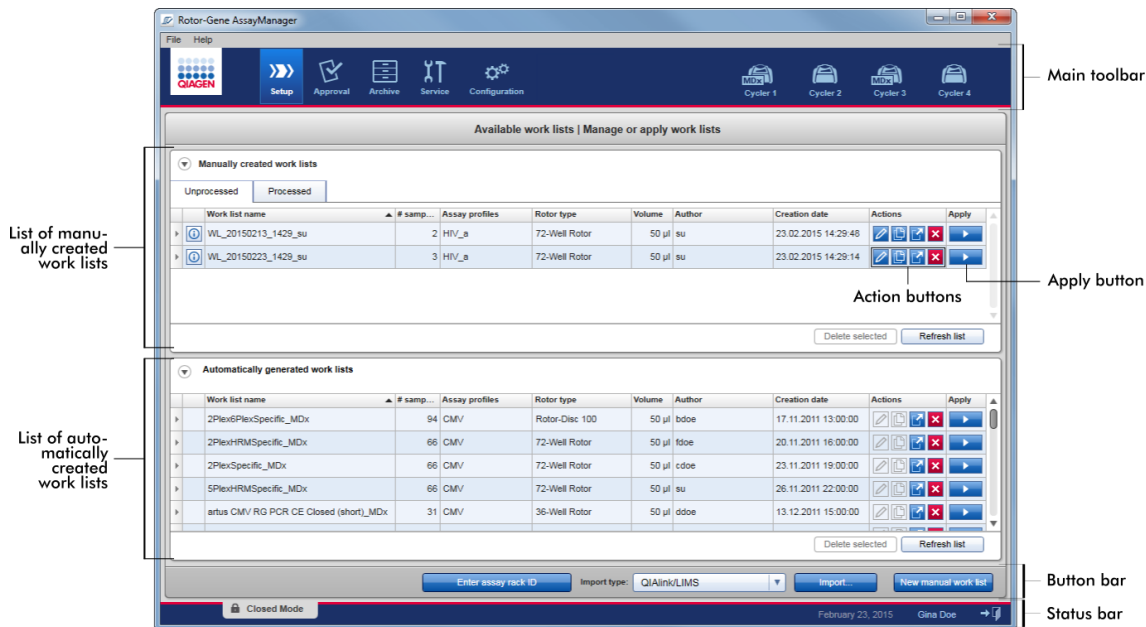 Rotor-Gene AssayManager
File Help
QIAGEN
Setup Approval Archive Service Configuration
MDx Cycler 1 Cycler 2 MDx Cycler 3 Cycler 4
Main toolbar
Available work lists | Manage or apply work lists
Manually created work lists
Unprocessed Processed
Work list name # samp... Assay profiles Rotor type Volume Author Creation date Actions Apply
WL_20150213_1429_su 2 HIV_a 72-Well Rotor 50 µl su 23.02.2015 14:29:48
WL_20150223_1429_su 3 HIV_a 72-Well Rotor 50 µl su 23.02.2015 14:29:14
List of manu-
ally created
work lists
Action buttons
Apply button
Delete selected Refresh list
Automatically generated work lists
Work list name # samp... Assay profiles Rotor type Volume Author Creation date Actions Apply
2Plex6PlexSpecific_MDx 94 CMV Rotor-Disc 100 50 µl bdoe 17.11.2011 13:00:00
2PlexHRMSpecific_MDx 66 CMV 72-Well Rotor 50 µl fdoe 20.11.2011 16:00:00
2PlexSpecific_MDx 66 CMV 72-Well Rotor 50 µl cdoe 23.11.2011 19:00:00
5PlexHRMSpecific_MDx 66 CMV 72-Well Rotor 50 µl su 26.11.2011 22:00:00
artus CMV RG PCR CE Closed (short)_MDx 31 CMV 36-Well Rotor 50 µl ddoe 13.12.2011 15:00:00
List of auto-
matically
created
work lists
Delete selected Refresh list
Enter assay rack ID Import type: QIAlink/LIMS Import... New manual work list
Button bar
Closed Mode February 23, 2015 Gina Doe
Status bar